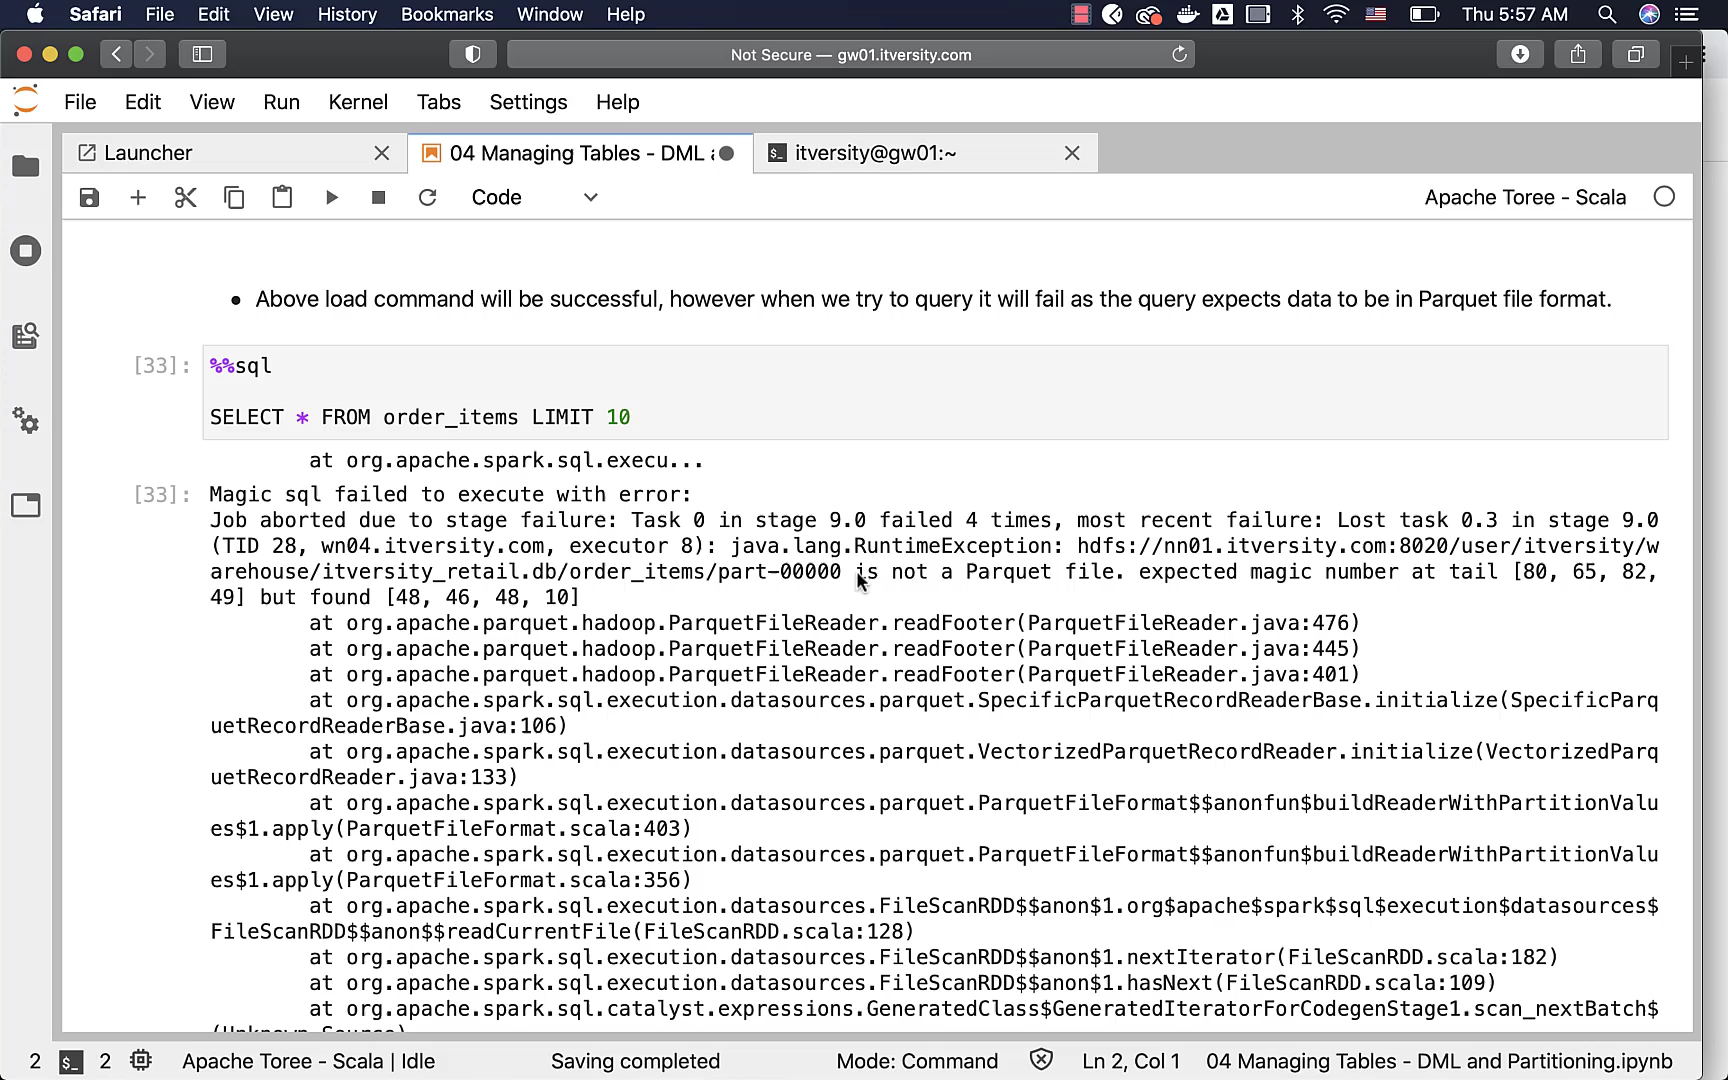 Safari File Edit View History Bookmarks Window Help Thu 5:57 AM
Not Secure — gw01.itversity.com
File Edit View Run Kernel Tabs Settings Help
Launcher 04 Managing Tables - DML itversity@gw01:~
Code Apache Toree - Scala
• Above load command will be successful, however when we try to query it will fail as the query expects data to be in Parquet file format.
[33]: %%sql
SELECT * FROM order_items LIMIT 10
at org.apache.spark.sql.execu...
[33]: Magic sql failed to execute with error:
Job aborted due to stage failure: Task 0 in stage 9.0 failed 4 times, most recent failure: Lost task 0.3 in stage 9.0
(TID 28, wn04.itversity.com, executor 8): java.lang.RuntimeException: hdfs://nn01.itversity.com:8020/user/itversity/w
arehouse/itversity_retail.db/order_items/part-00000 is not a Parquet file. expected magic number at tail [80, 65, 82,
49] but found [48, 46, 48, 10]
at org.apache.parquet.hadoop.ParquetFileReader.readFooter(ParquetFileReader.java:476)
at org.apache.parquet.hadoop.ParquetFileReader.readFooter(ParquetFileReader.java:445)
at org.apache.parquet.hadoop.ParquetFileReader.readFooter(ParquetFileReader.java:401)
at org.apache.spark.sql.execution.datasources.parquet.SpecificParquetRecordReaderBase.initialize(SpecificParq
uetRecordReaderBase.java:106)
at org.apache.spark.sql.execution.datasources.parquet.VectorizedParquetRecordReader.initialize(VectorizedParq
uetRecordReader.java:133)
at org.apache.spark.sql.execution.datasources.parquet.ParquetFileFormat$$anonfun$buildReaderWithPartitionValu
es$1.apply(ParquetFileFormat.scala:403)
at org.apache.spark.sql.execution.datasources.parquet.ParquetFileFormat$$anonfun$buildReaderWithPartitionValu
es$1.apply(ParquetFileFormat.scala:356)
at org.apache.spark.sql.execution.datasources.FileScanRDD$$anon$1.org$apache$spark$sql$execution$datasources$
FileScanRDD$$anon$$readCurrentFile(FileScanRDD.scala:128)
at org.apache.spark.sql.execution.datasources.FileScanRDD$$anon$1.nextIterator(FileScanRDD.scala:182)
at org.apache.spark.sql.execution.datasources.FileScanRDD$$anon$1.hasNext(FileScanRDD.scala:109)
at org.apache.spark.sql.catalyst.expressions.GeneratedClass$GeneratedIteratorForCodegenStage1.scan_nextBatch$
(Unknown Source)
2 2 Apache Toree - Scala | Idle Saving completed Mode: Command Ln 2, Col 1 04 Managing Tables - DML and Partitioning.ipynb